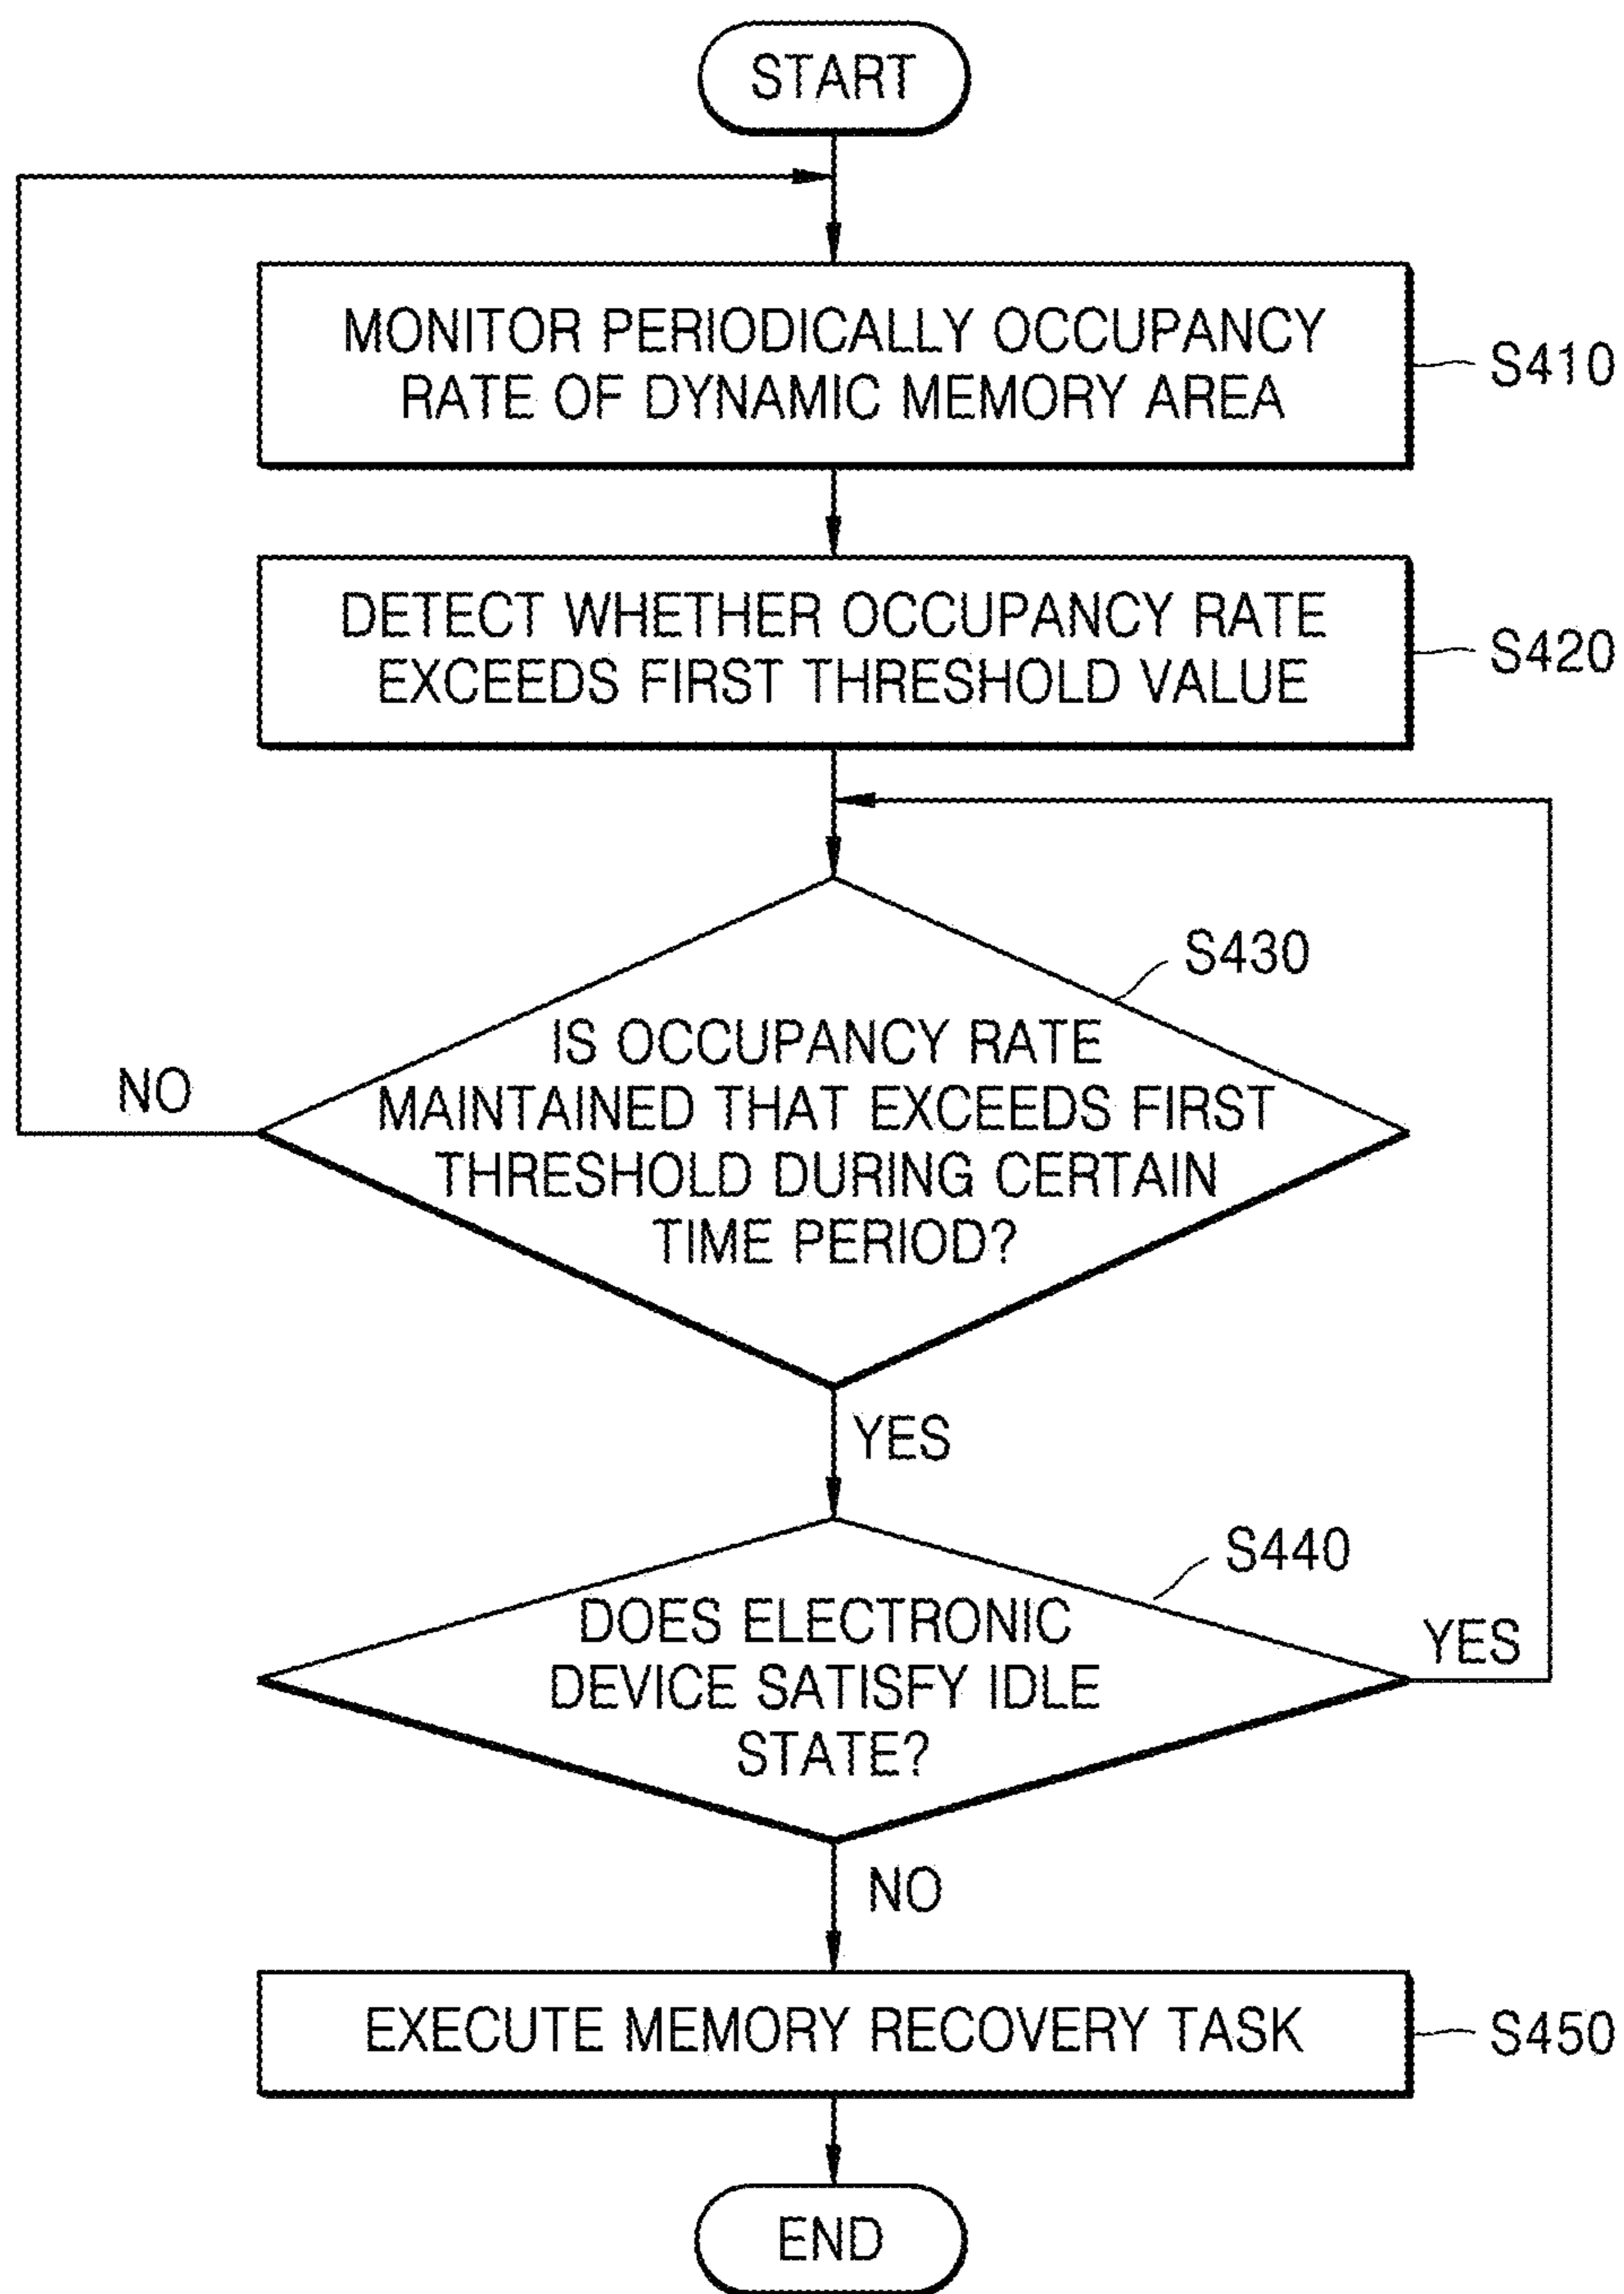 START
MONITOR PERIODICALLY OCCUPANCY
RATE OF DYNAMIC MEMORY AREA
S410
DETECT WHETHER OCCUPANCY RATE
EXCEEDS FIRST THRESHOLD VALUE
S420
S430
IS OCCUPANCY RATE
MAINTAINED THAT EXCEEDS FIRST
THRESHOLD DURING CERTAIN
TIME PERIOD?
NO
YES
S440
DOES ELECTRONIC
DEVICE SATISFY IDLE
STATE?
YES
NO
EXECUTE MEMORY RECOVERY TASK
S450
END